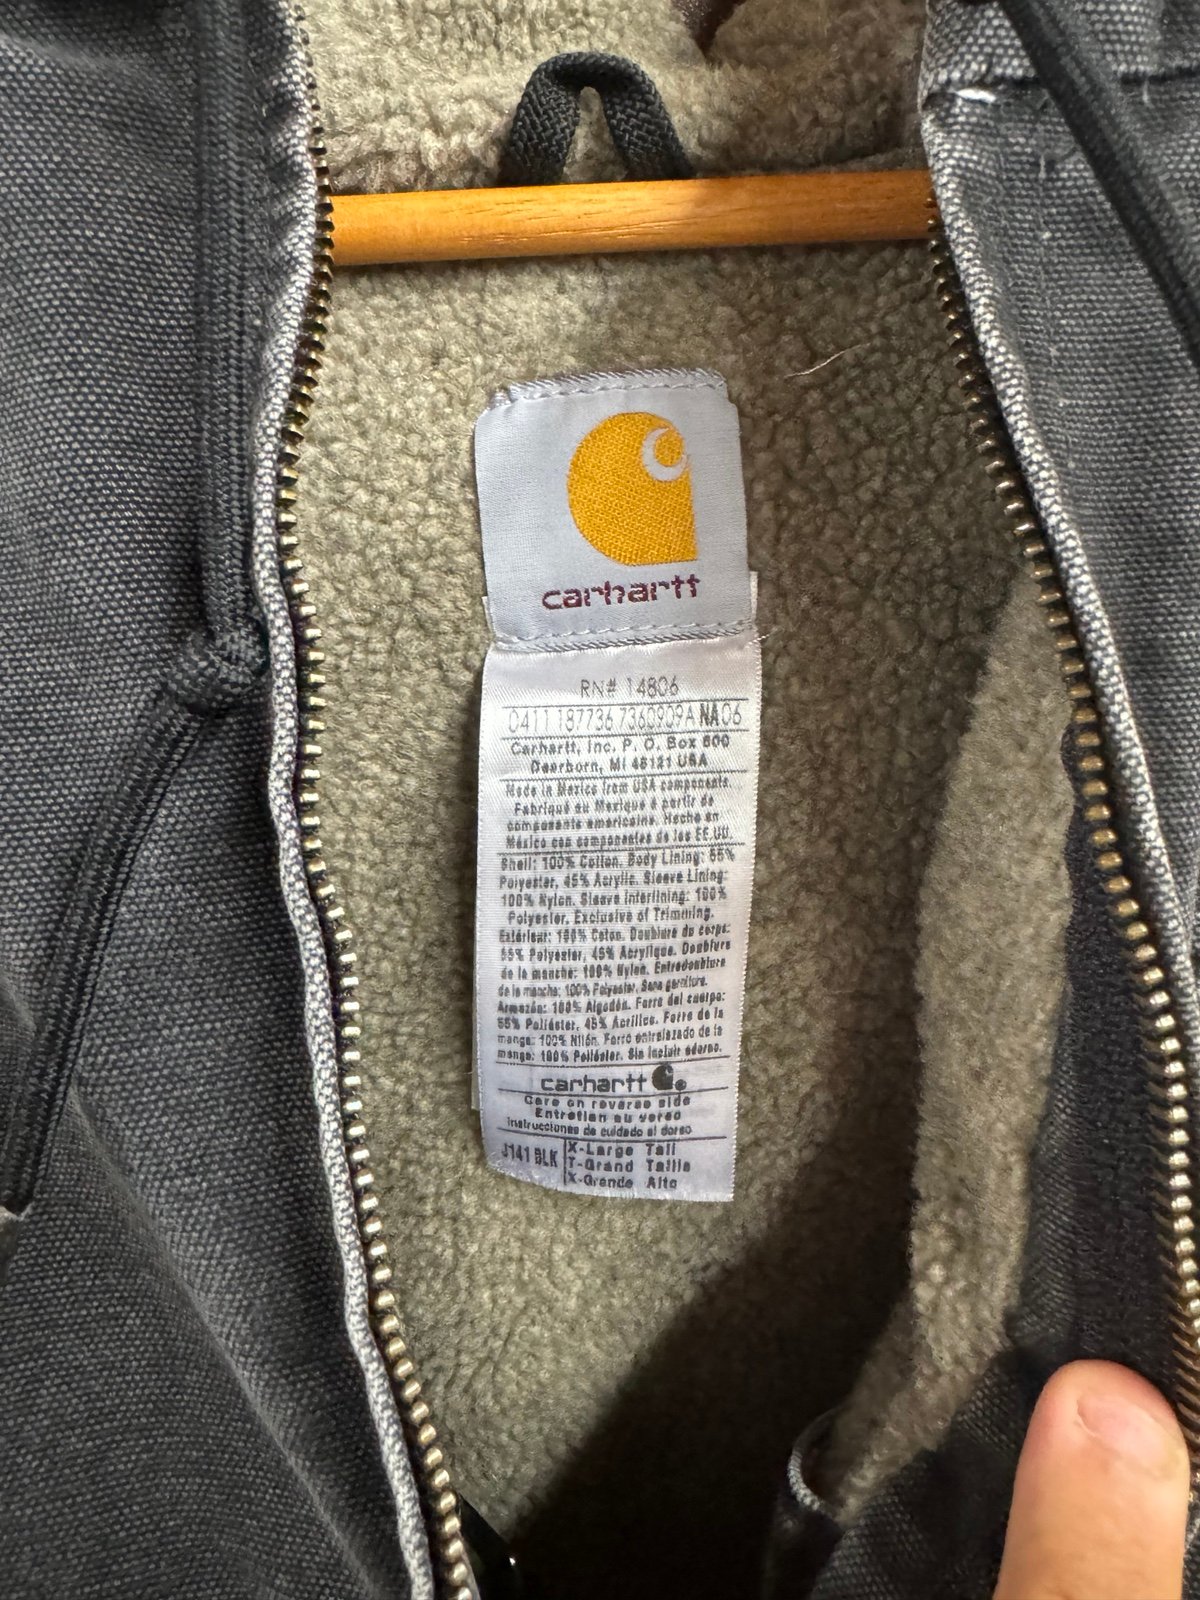 carhartt
RN# 14806
0411 187736 7360909A NA06
Carhartt, Inc. P. O. Box 600
Dearborn, MI 48121 USA
Made in Mexico from USA components.
Fabriqué au Mexique à partir de
composants américains. Hecho en
México con componentes de los EE.UU.
Shell: 100% Cotton. Body Lining: 55%
Polyester, 45% Acrylic. Sleeve Lining:
100% Nylon. Sleeve Interlining: 100%
Polyester. Exclusive of Trimming.
Extérieur: 100% Coton. Doublure du corps:
55% Polyester, 45% Acrylique. Doublure
de la manche: 100% Nylon. Entredoublure
de la manche: 100% Polyester. Sans garniture.
Armazón: 100% Algodón. Forro del cuerpo:
55% Poliéster, 45% Acrílico. Forro de la
manga: 100% Nilón. Forro entrelazado de la
manga: 100% Poliéster. Sin incluir adorno.
carhartt
Care on reverse side
Entretien au verso
Instrucciones de cuidado al dorso
J141 BLK X-Large Tall
T-Grand Taille
X-Grande Alto